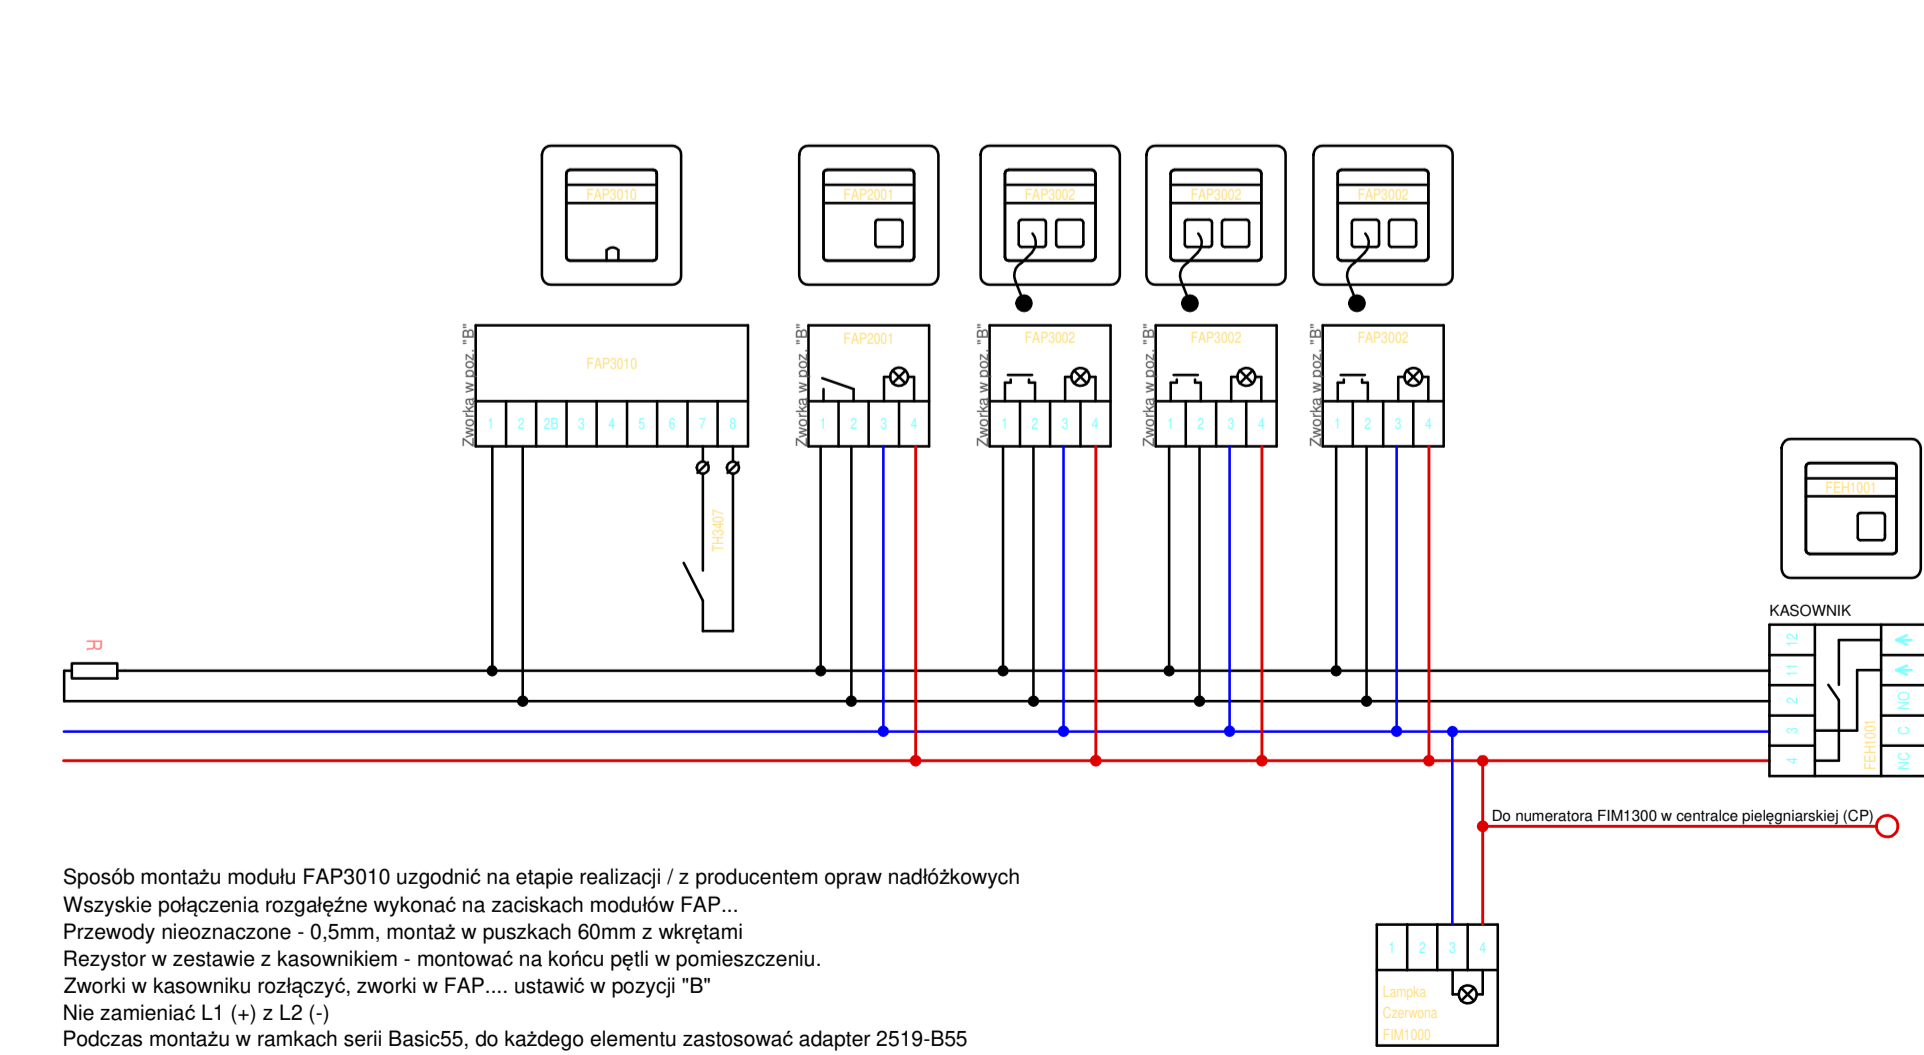 FAP3010
FAP2001
FAP3002
FAP3002
FAP3002
Zworka w poz. "B"
FAP3010
1 2 2B 3 4 5 6 7 8
Zworka w poz. "B"
FAP2001
1 2 3 4
Zworka w poz. "B"
FAP3002
1 2 3 4
Zworka w poz. "B"
FAP3002
1 2 3 4
Zworka w poz. "B"
FAP3002
1 2 3 4
TH3407
FEH1001
KASOWNIK
12
11
2
3
4
FEH1001
NO
C
NC
R
Do numeratora FIM1300 w centralce pielęgniarskiej (CP)
1 2 3 4
Lampka
Czerwona
FIM1000
Sposób montażu modułu FAP3010 uzgodnić na etapie realizacji / z producentem opraw nadłóżkowych
Wszyskie połączenia rozgałęźne wykonać na zaciskach modułów FAP...
Przewody nieoznaczone - 0,5mm, montaż w puszkach 60mm z wkrętami
Rezystor w zestawie z kasownikiem - montować na końcu pętli w pomieszczeniu.
Zworki w kasowniku rozłączyć, zworki w FAP.... ustawić w pozycji "B"
Nie zamieniać L1 (+) z L2 (-)
Podczas montażu w ramkach serii Basic55, do każdego elementu zastosować adapter 2519-B55